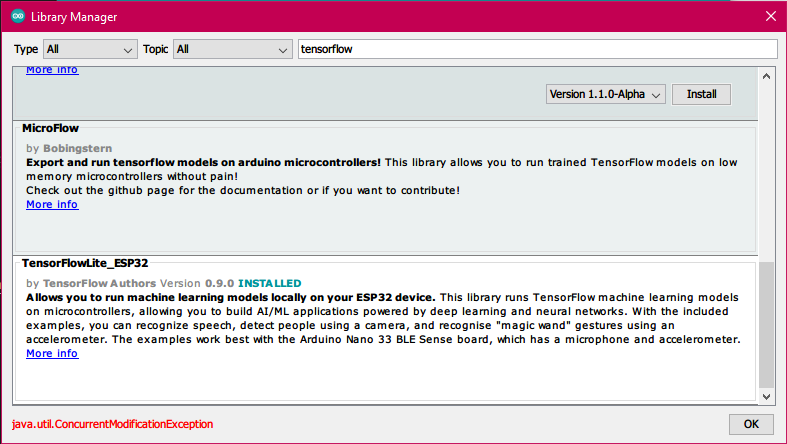 Library Manager
Type All Topic All tensorflow
More info
Version 1.1.0-Alpha Install
MicroFlow
by Bobingstern
Export and run tensorflow models on arduino microcontrollers! This library allows you to run trained TensorFlow models on low
memory microcontrollers without pain!
Check out the github page for the documentation or if you want to contribute!
More info
TensorFlowLite_ESP32
by TensorFlow Authors Version 0.9.0 INSTALLED
Allows you to run machine learning models locally on your ESP32 device. This library runs TensorFlow machine learning models
on microcontrollers, allowing you to build AI/ML applications powered by deep learning and neural networks. With the included
examples, you can recognize speech, detect people using a camera, and recognise "magic wand" gestures using an
accelerometer. The examples work best with the Arduino Nano 33 BLE Sense board, which has a microphone and accelerometer.
More info
java.util.ConcurrentModificationException
OK